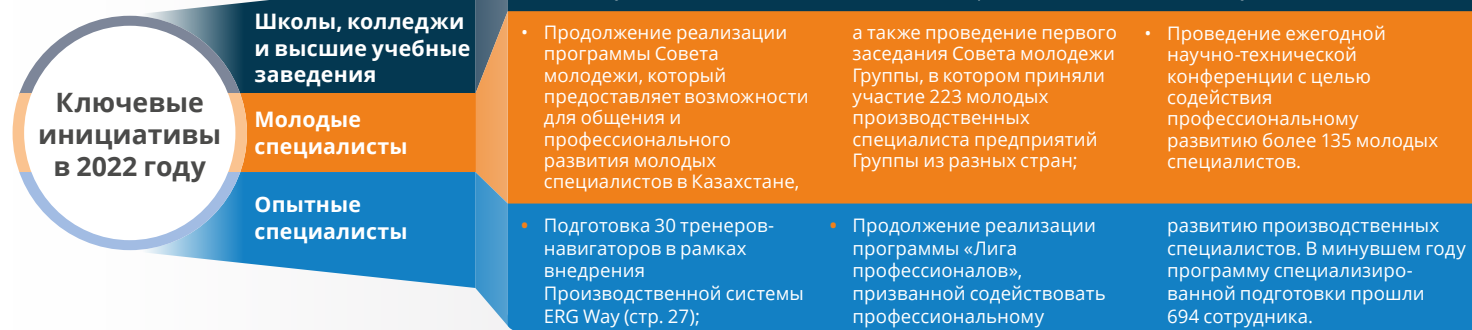 Ключевые
инициативы
в 2022 году
Школы, колледжи
и высшие учебные
заведения
Молодые
специалисты
• Продолжение реализации
программы Совета
молодежи, который
предоставляет возможности
для общения и
профессионального
развития молодых
специалистов в Казахстане,
а также проведение первого
заседания Совета молодежи
Группы, в котором приняли
участие 223 молодых
производственных
специалиста предприятий
Группы из разных стран;
• Проведение ежегодной
научно-технической
конференции с целью
содействия
профессиональному
развитию более 135 молодых
специалистов.
Опытные
специалисты
• Подготовка 30 тренеров-
навигаторов в рамках
внедрения
Производственной системы
ERG Way (стр. 27);
• Продолжение реализации
программы «Лига
профессионалов»,
призванной содействовать
профессиональному
развитию производственных
специалистов. В минувшем году
программу специализиро-
ванной подготовки прошли
694 сотрудника.